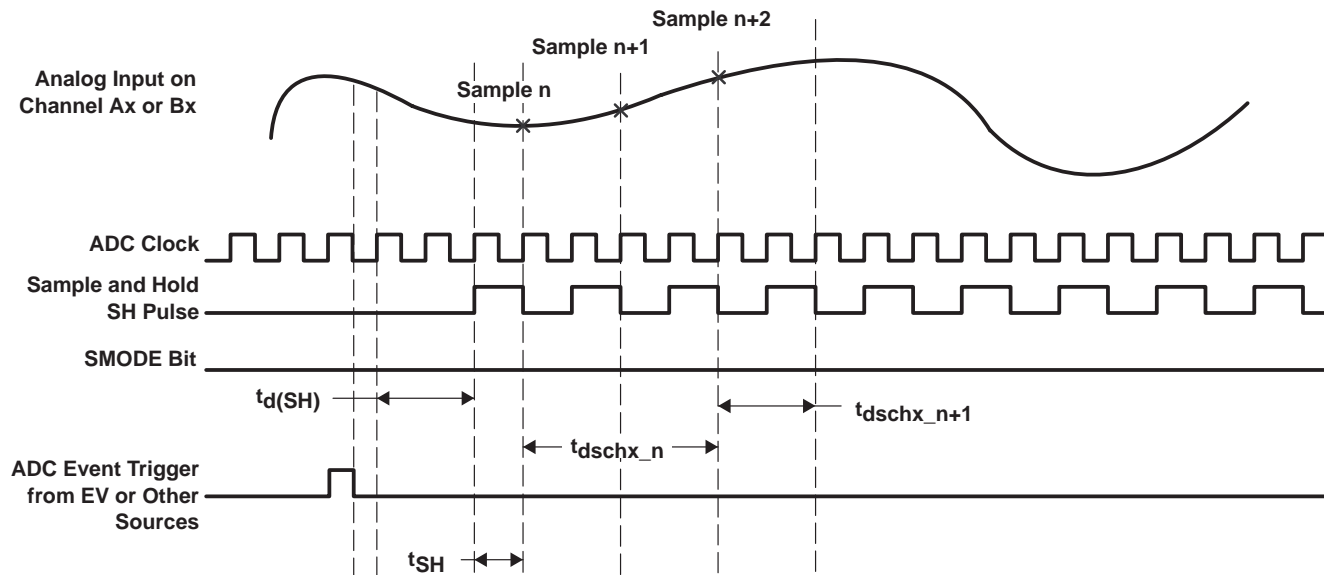 Sample n+2
Sample n+1
Analog Input on
Channel Ax or Bx
Sample n
ADC Clock
Sample and Hold
SH Pulse
SMODE Bit
td(SH)
tdschx_n+1
tdschx_n
ADC Event Trigger
from EV or Other
Sources
tSH